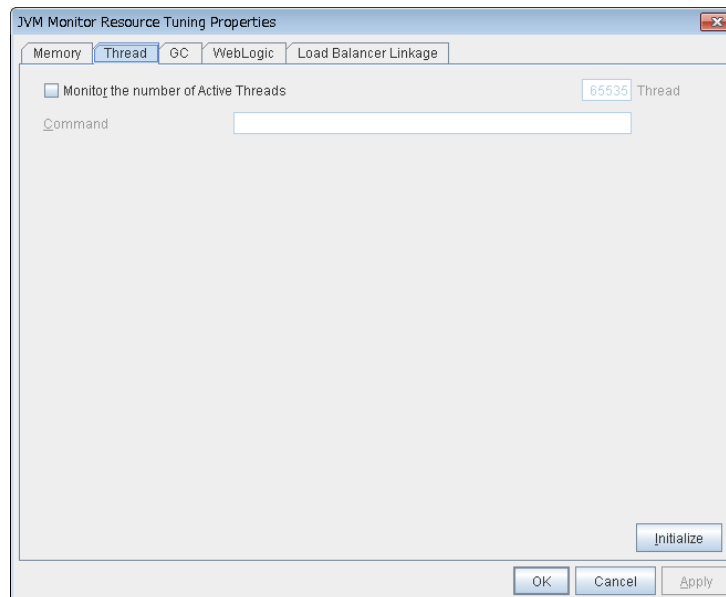 JVM Monitor Resource Tuning Properties
Memory Thread GC WebLogic Load Balancer Linkage
Monitor the number of Active Threads 65535 Thread
Command
Initialize
OK Cancel Apply